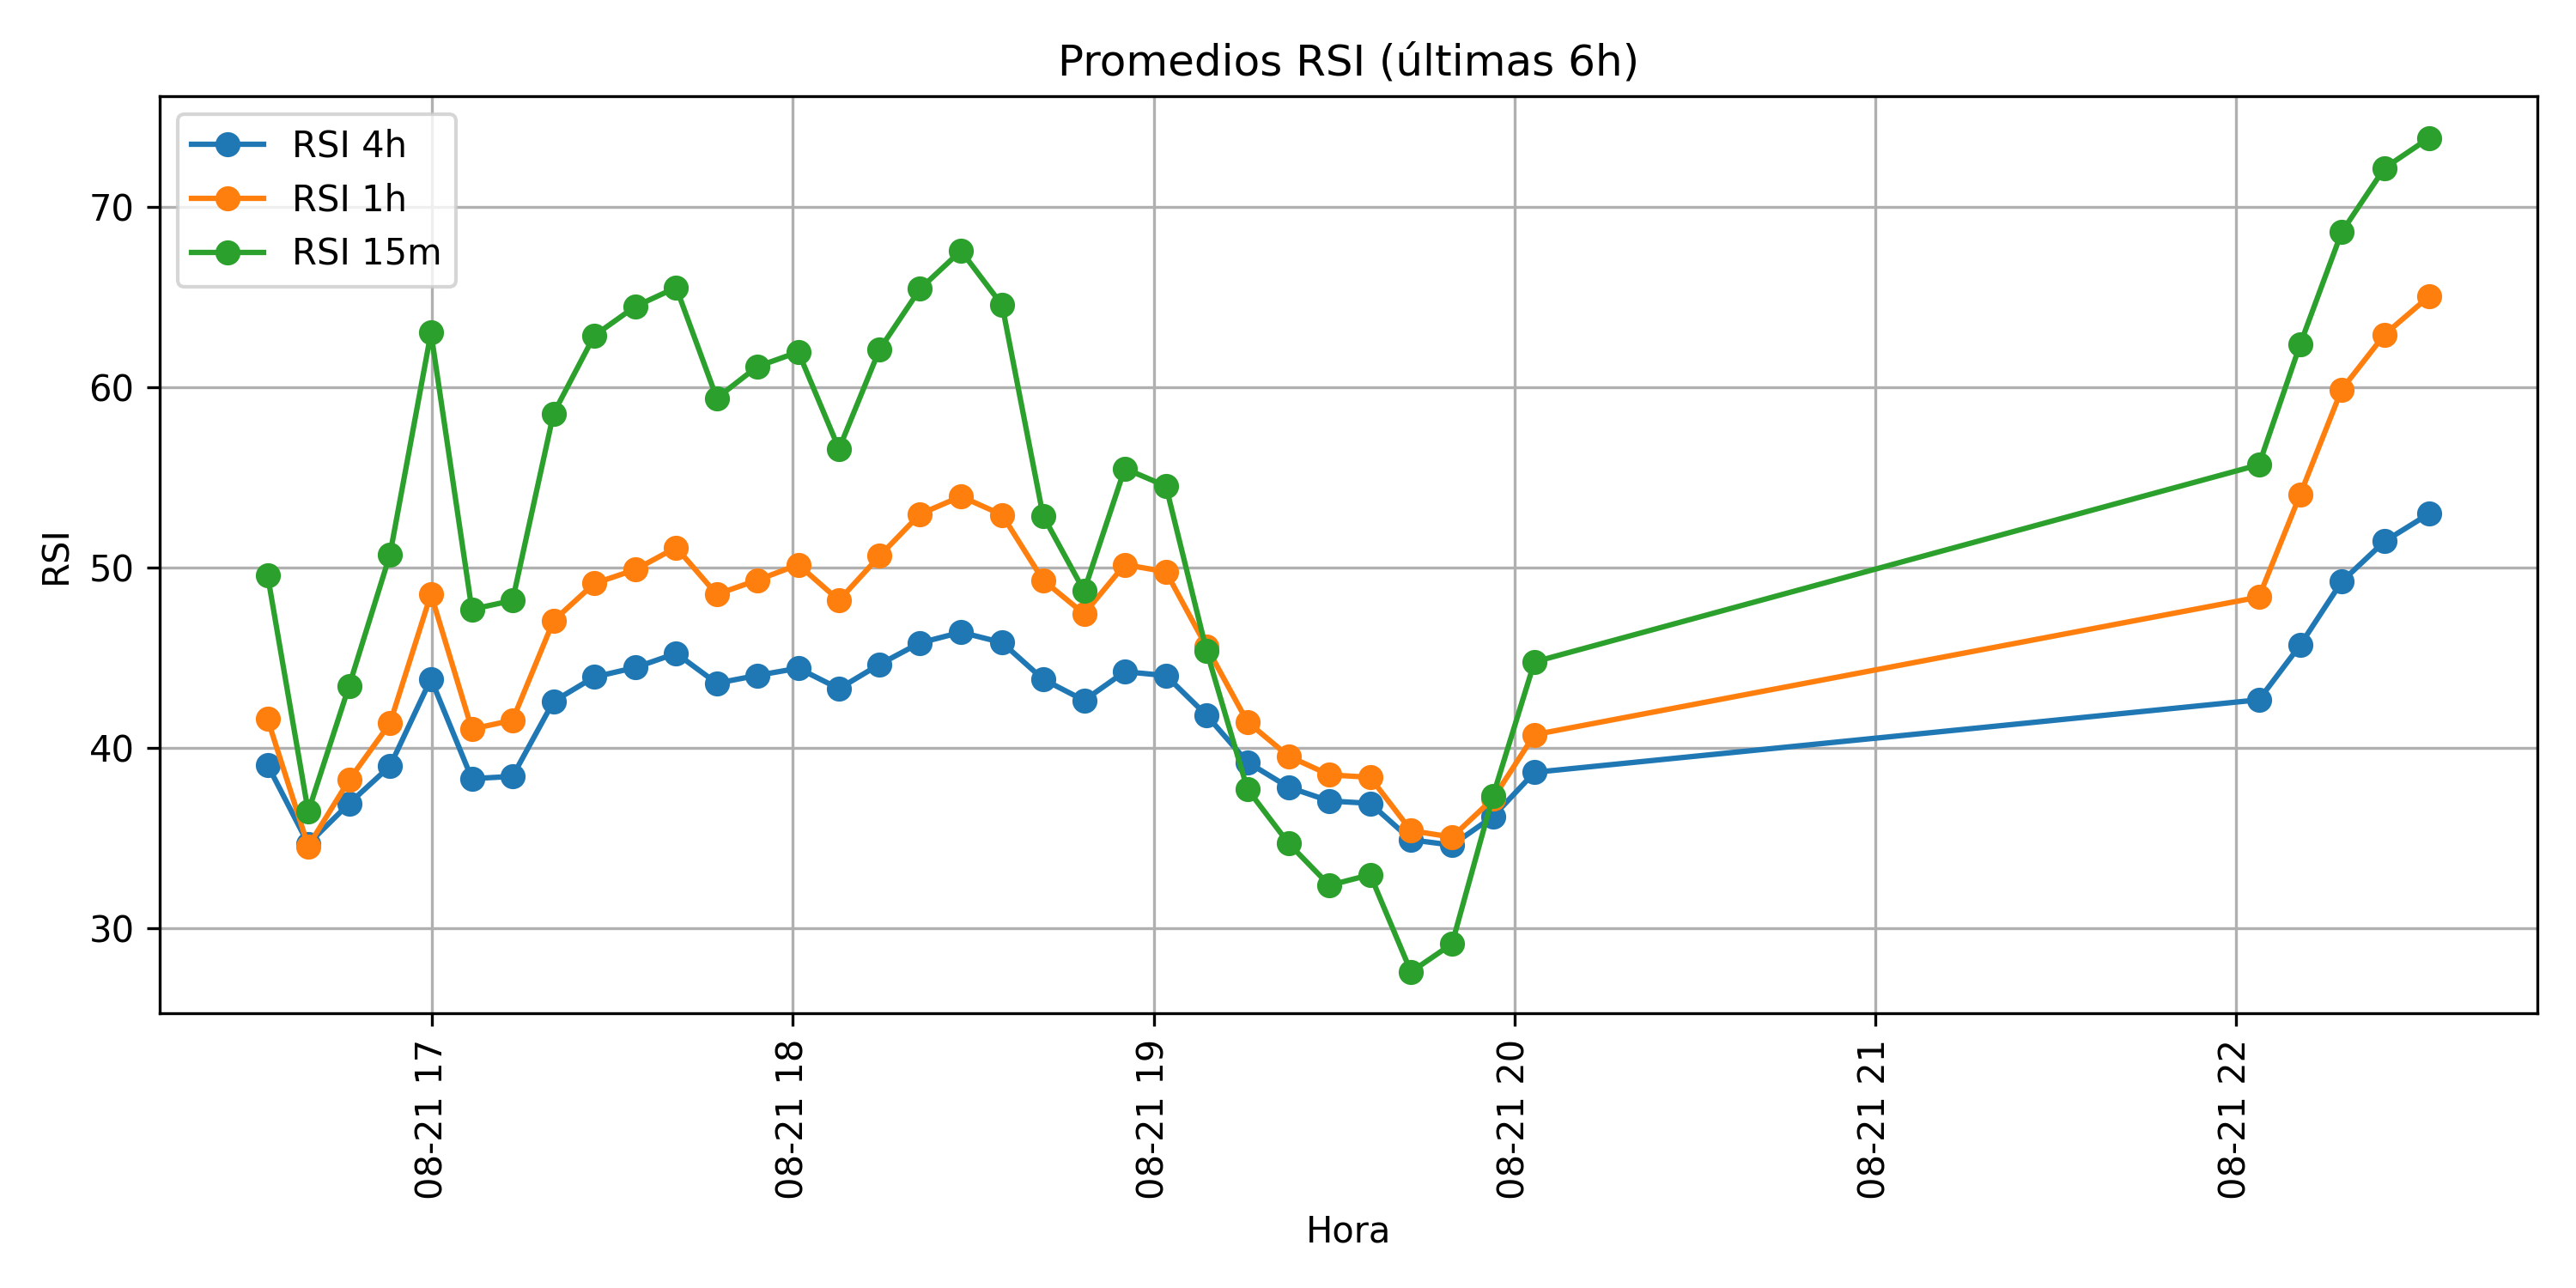 Promedios RSI (últimas 6h)
RSI 4h
RSI 1h
RSI 15m
RSI
70
60
50
40
30
08-21 17
08-21 18
08-21 19
08-21 20
08-21 21
08-21 22
Hora